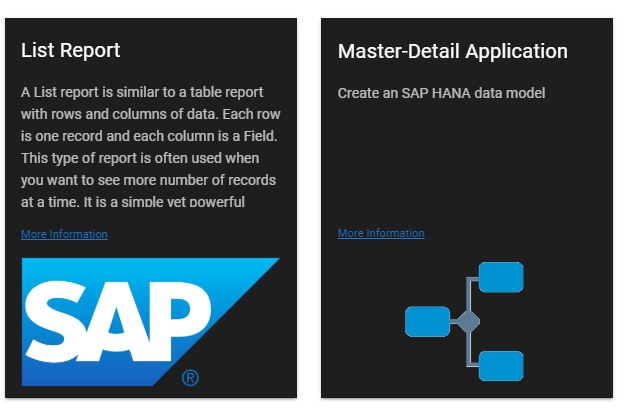 List Report
A List report is similar to a table report
with rows and columns of data. Each row
is one record and each column is a Field.
This type of report is often used when
you want to see more number of records
at a time. It is a simple yet powerful
More Information
SAP
®
Master-Detail Application
Create an SAP HANA data model
More Information